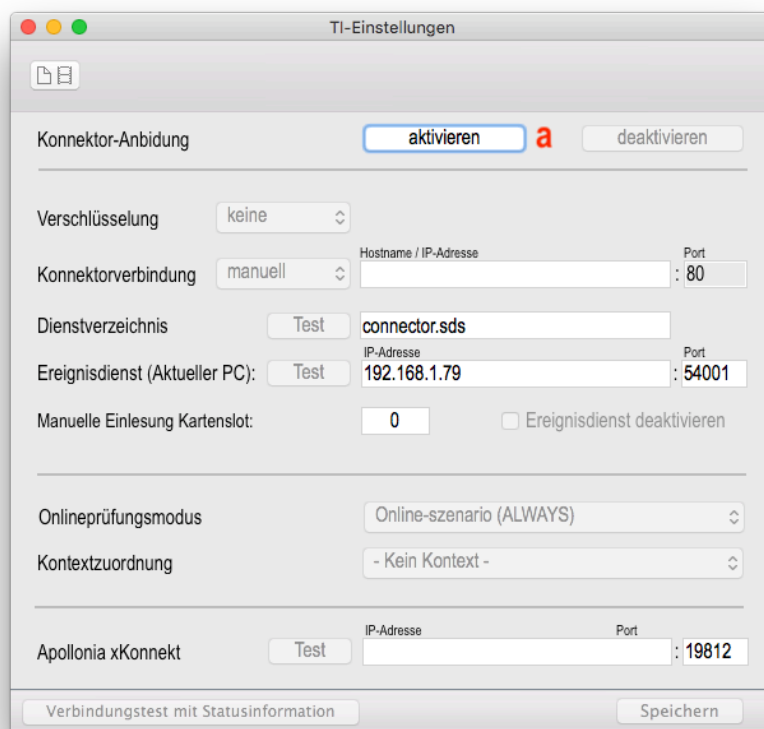 TI-Einstellungen
Konnektor-Anbidung aktivieren a deaktivieren
Verschlüsselung keine
Hostname / IP-Adresse Port
Konnektorverbindung manuell : 80
Dienstverzeichnis Test connector.sds
IP-Adresse Port
Ereignisdienst (Aktueller PC): Test 192.168.1.79 : 54001
Manuelle Einlesung Kartenslot: 0 Ereignisdienst deaktivieren
Onlineprüfungsmodus Online-szenario (ALWAYS)
Kontextzuordnung - Kein Kontext -
IP-Adresse Port
Apollonia xKonnekt Test : 19812
Verbindungstest mit Statusinformation Speichern